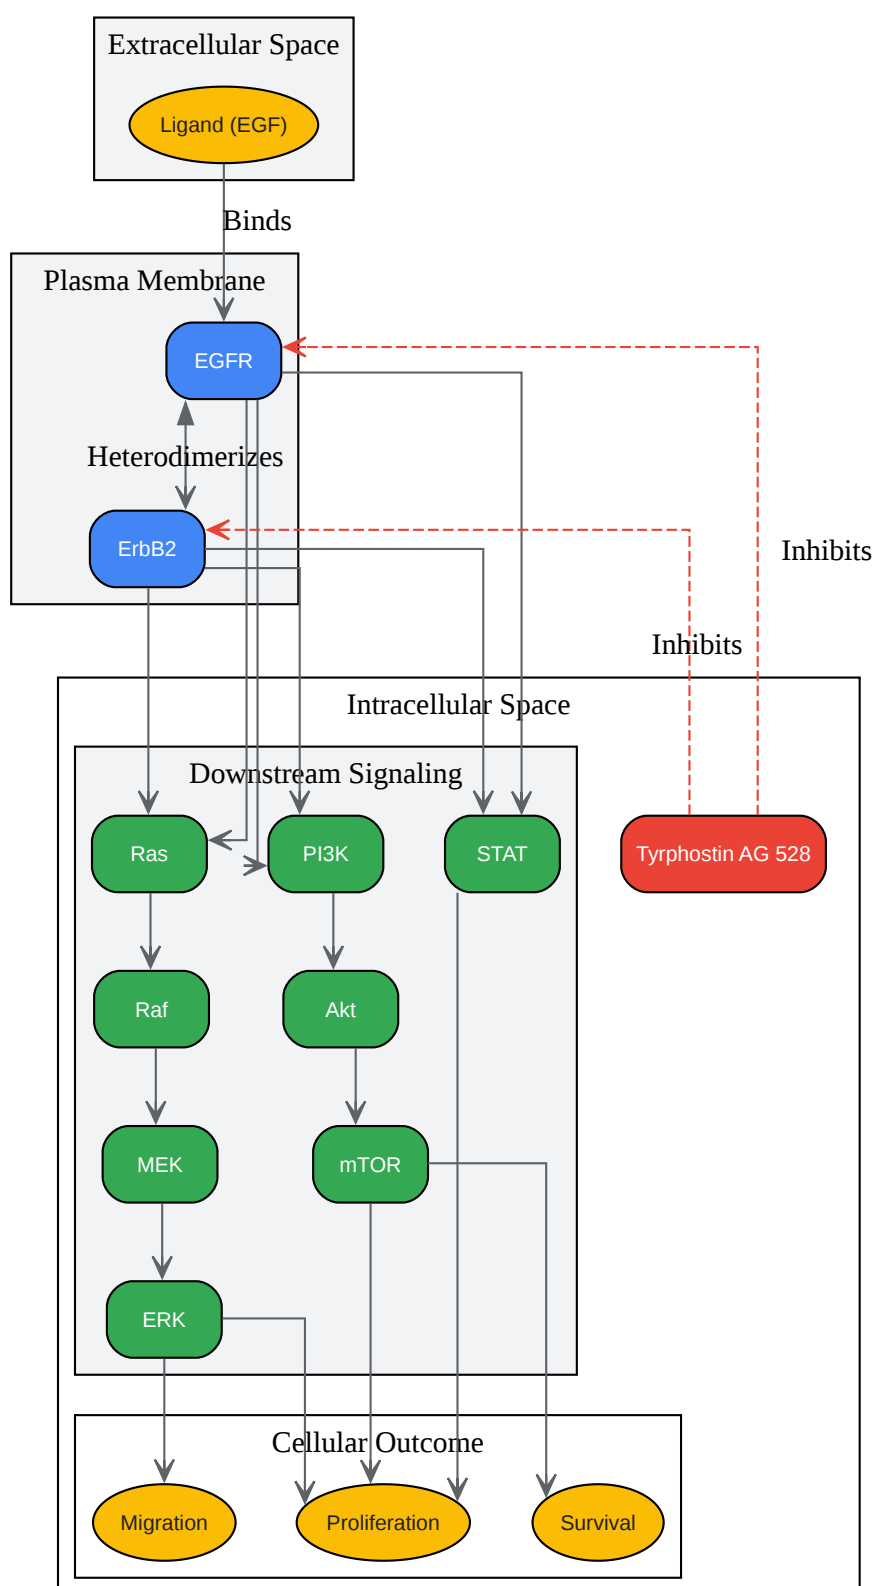 Extracellular Space
Ligand (EGF)
Binds
Plasma Membrane
EGFR
Heterodimerizes
ErbB2
Inhibits
Inhibits
Intracellular Space
Downstream Signaling
Ras
PI3K
STAT
Tyrphostin AG 528
Raf
Akt
MEK
mTOR
ERK
Cellular Outcome
Migration
Proliferation
Survival